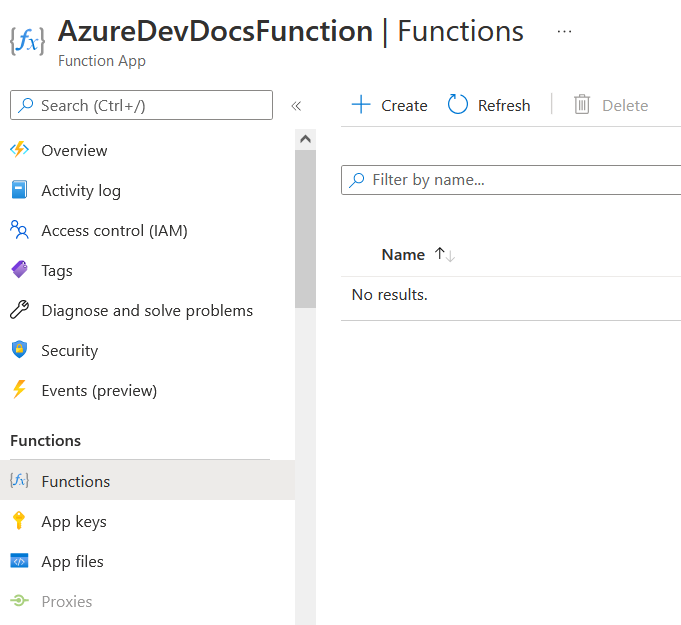 AzureDevDocsFunction | Functions ...
Function App
Search (Ctrl+/)
«
Create
Refresh
Delete
Overview
Activity log
Access control (IAM)
Tags
Diagnose and solve problems
Security
Events (preview)
Functions
Functions
App keys
App files
Proxies
Filter by name...
Name ↑↓
No results.